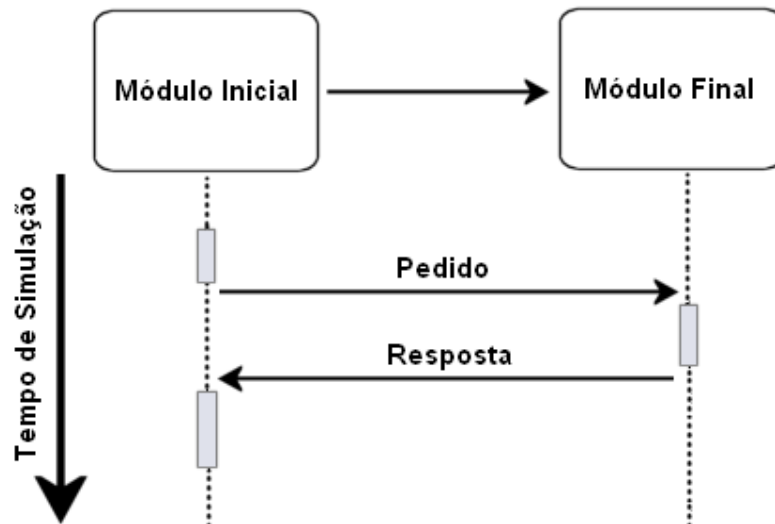 Módulo Inicial
Módulo Final
Tempo de Simulação
Pedido
Resposta